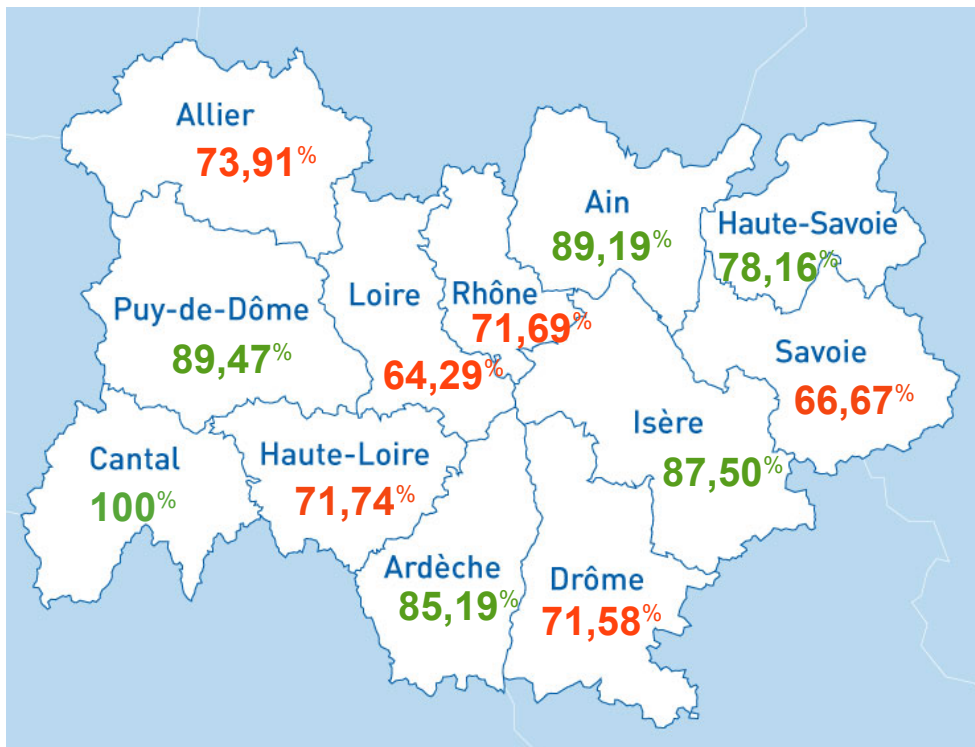 Allier
73,91%
Ain
89,19%
Haute-Savoie
78,16%
Puy-de-Dôme
89,47%
Loire
64,29%
Rhône
71,69%
Savoie
66,67%
Isère
87,50%
Cantal
100%
Haute-Loire
71,74%
Ardèche
85,19%
Drôme
71,58%